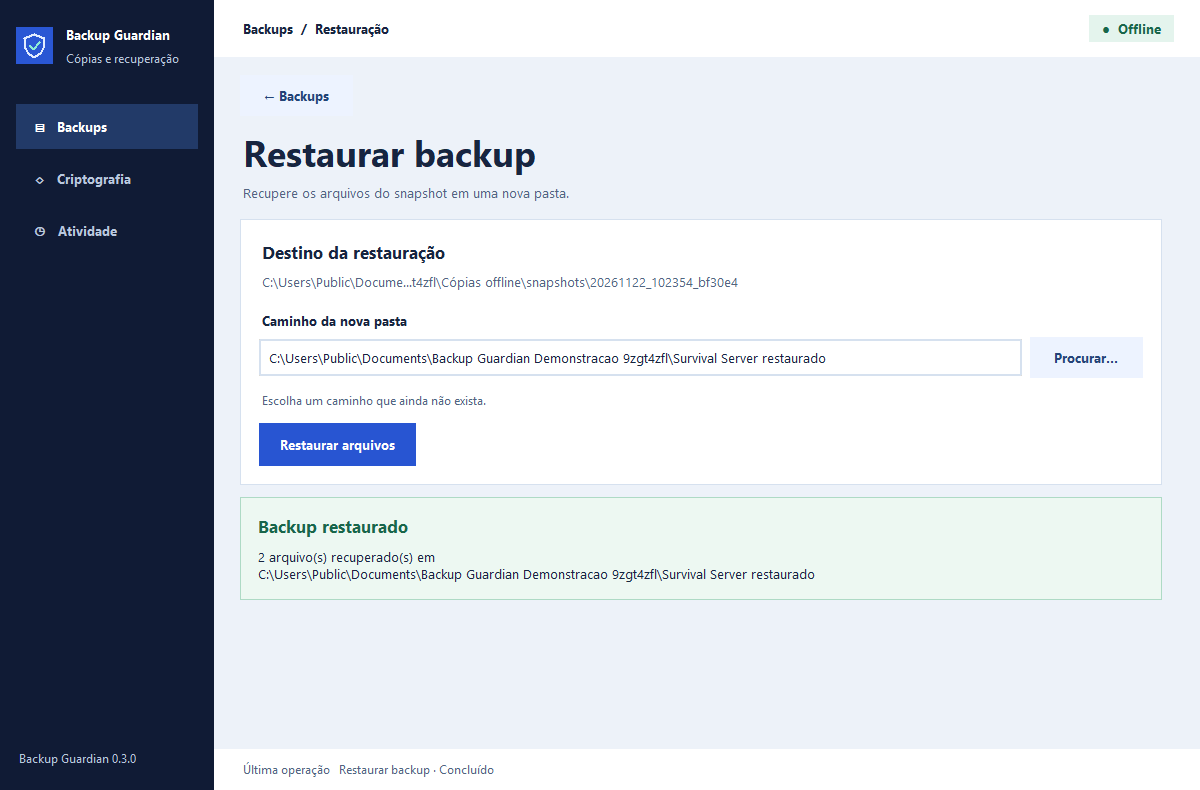 Backup Guardian
Cópias e recuperação
Backups
Criptografia
Atividade
Backup Guardian 0.3.0
Backups / Restauração
● Offline
← Backups
Restaurar backup
Recupere os arquivos do snapshot em uma nova pasta.
Destino da restauração
C:\Users\Public\Docume...t4zfl\Cópias offline\snapshots\20261122_102354_bf30e4
Caminho da nova pasta
C:\Users\Public\Documents\Backup Guardian Demonstracao 9zgt4zfl\Survival Server restaurado
Procurar...
Escolha um caminho que ainda não exista.
Restaurar arquivos
Backup restaurado
2 arquivo(s) recuperado(s) em
C:\Users\Public\Documents\Backup Guardian Demonstracao 9zgt4zfl\Survival Server restaurado
Última operação Restaurar backup · Concluído